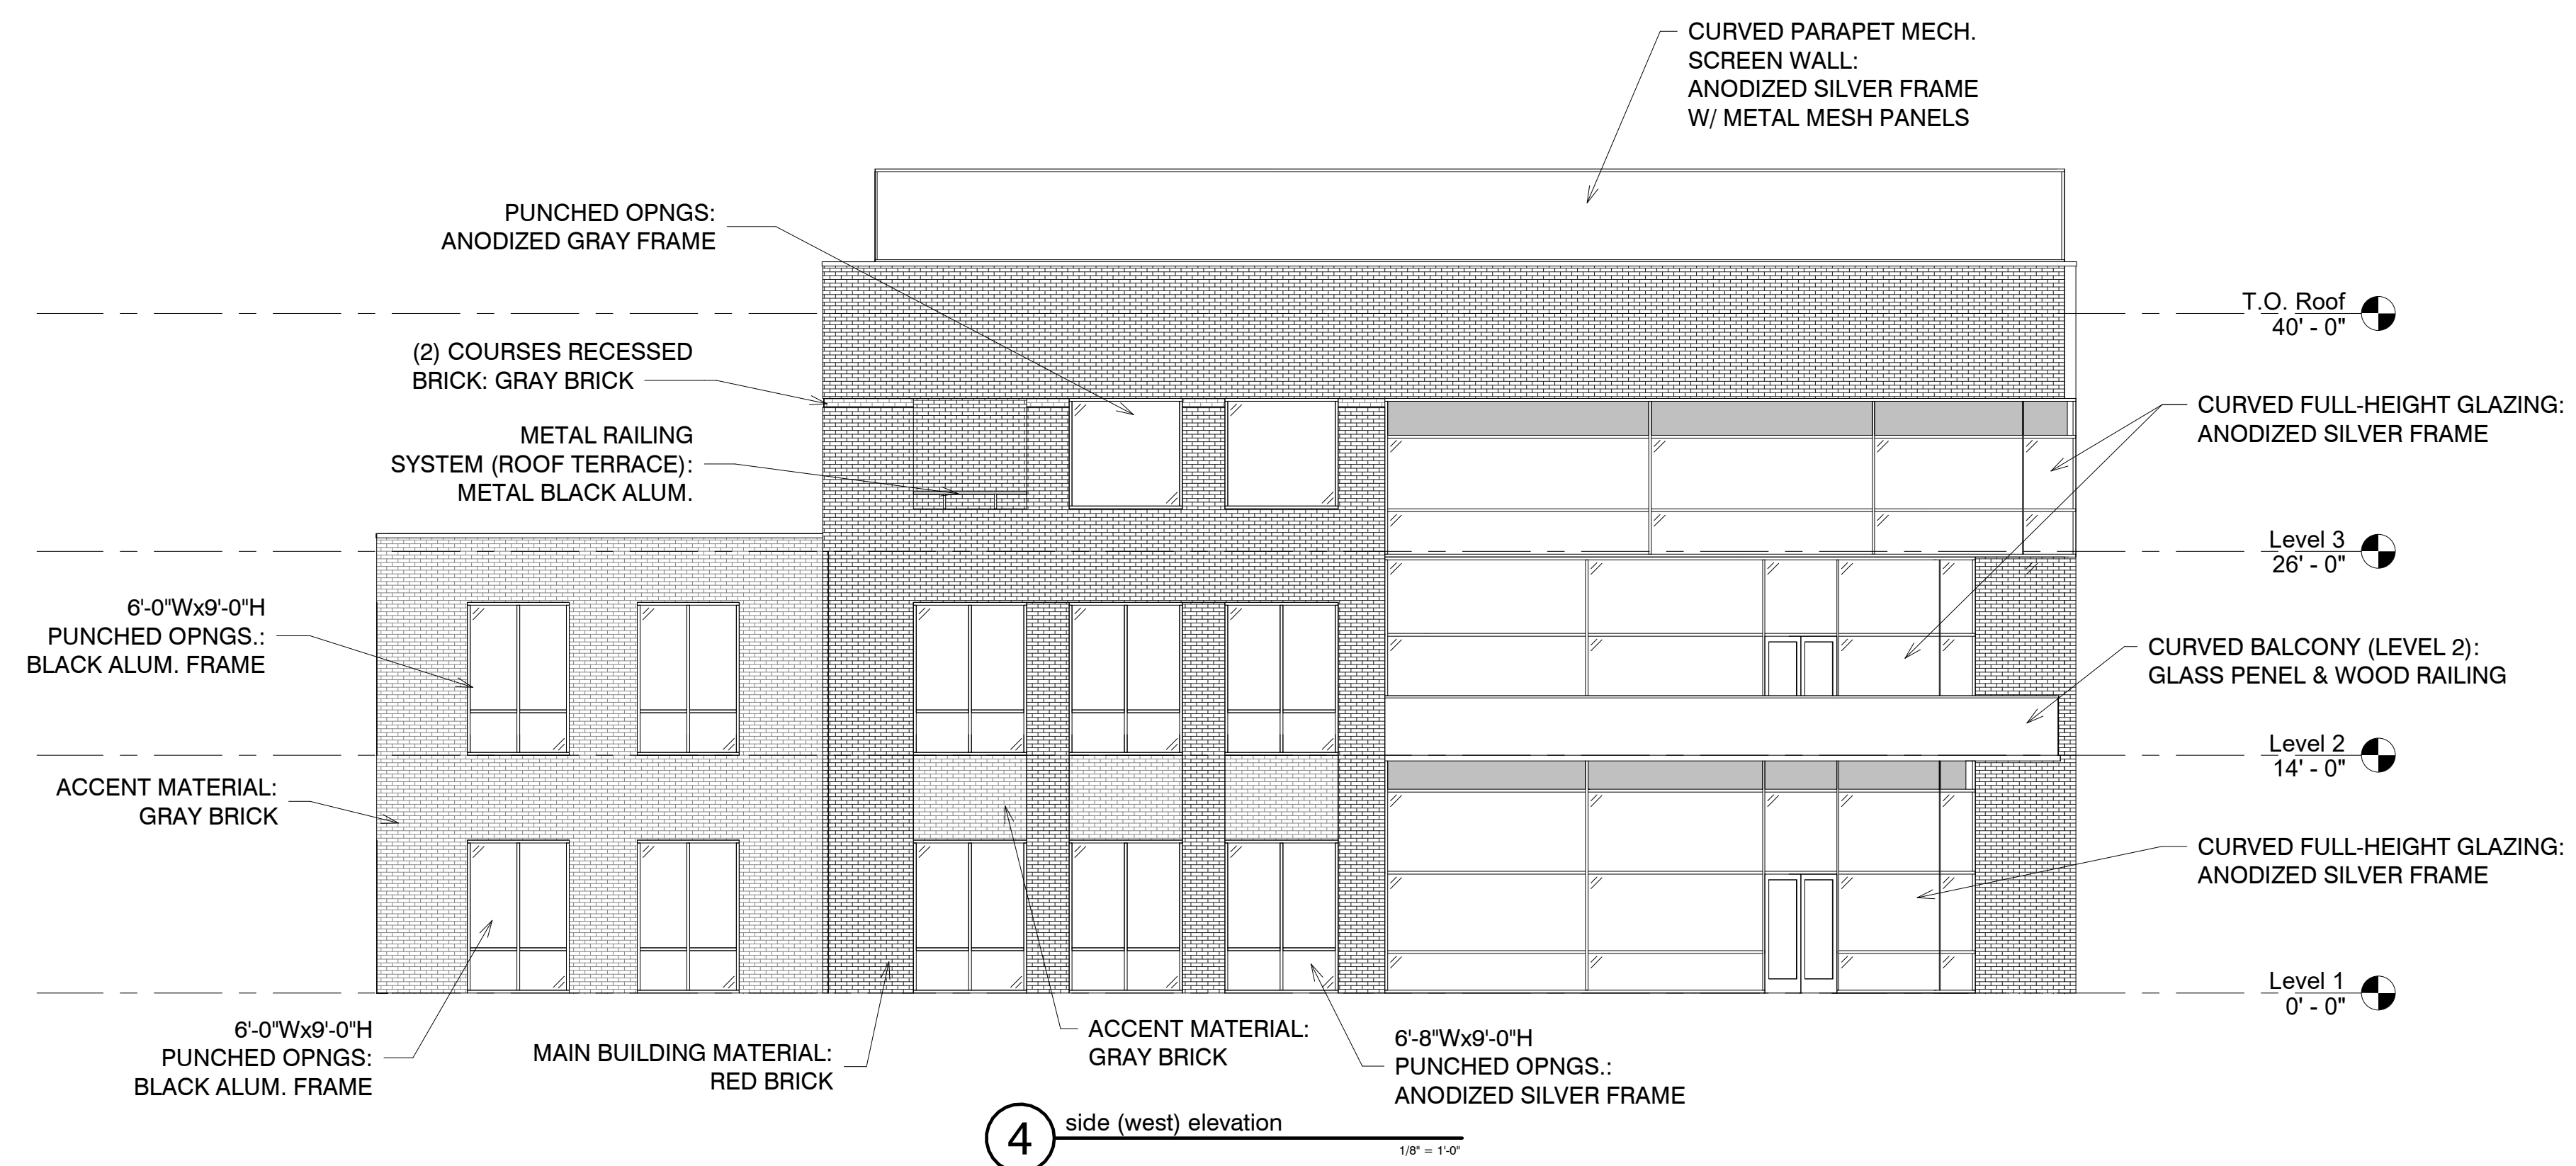 CURVED PARAPET MECH.
SCREEN WALL:
ANODIZED SILVER FRAME
W/ METAL MESH PANELS
PUNCHED OPNGS:
ANODIZED GRAY FRAME
T.O. Roof
40' - 0"
(2) COURSES RECESSED
BRICK: GRAY BRICK
CURVED FULL-HEIGHT GLAZING:
ANODIZED SILVER FRAME
METAL RAILING
SYSTEM (ROOF TERRACE):
METAL BLACK ALUM.
Level 3
26' - 0"
6'-0"Wx9'-0"H
PUNCHED OPNGS.:
BLACK ALUM. FRAME
CURVED BALCONY (LEVEL 2):
GLASS PENEL & WOOD RAILING
Level 2
14' - 0"
ACCENT MATERIAL:
GRAY BRICK
CURVED FULL-HEIGHT GLAZING:
ANODIZED SILVER FRAME
Level 1
0' - 0"
6'-0"Wx9'-0"H
PUNCHED OPNGS:
BLACK ALUM. FRAME
MAIN BUILDING MATERIAL:
RED BRICK
ACCENT MATERIAL:
GRAY BRICK
6'-8"Wx9'-0"H
PUNCHED OPNGS.:
ANODIZED SILVER FRAME
4
side (west) elevation
1/8" = 1'-0"